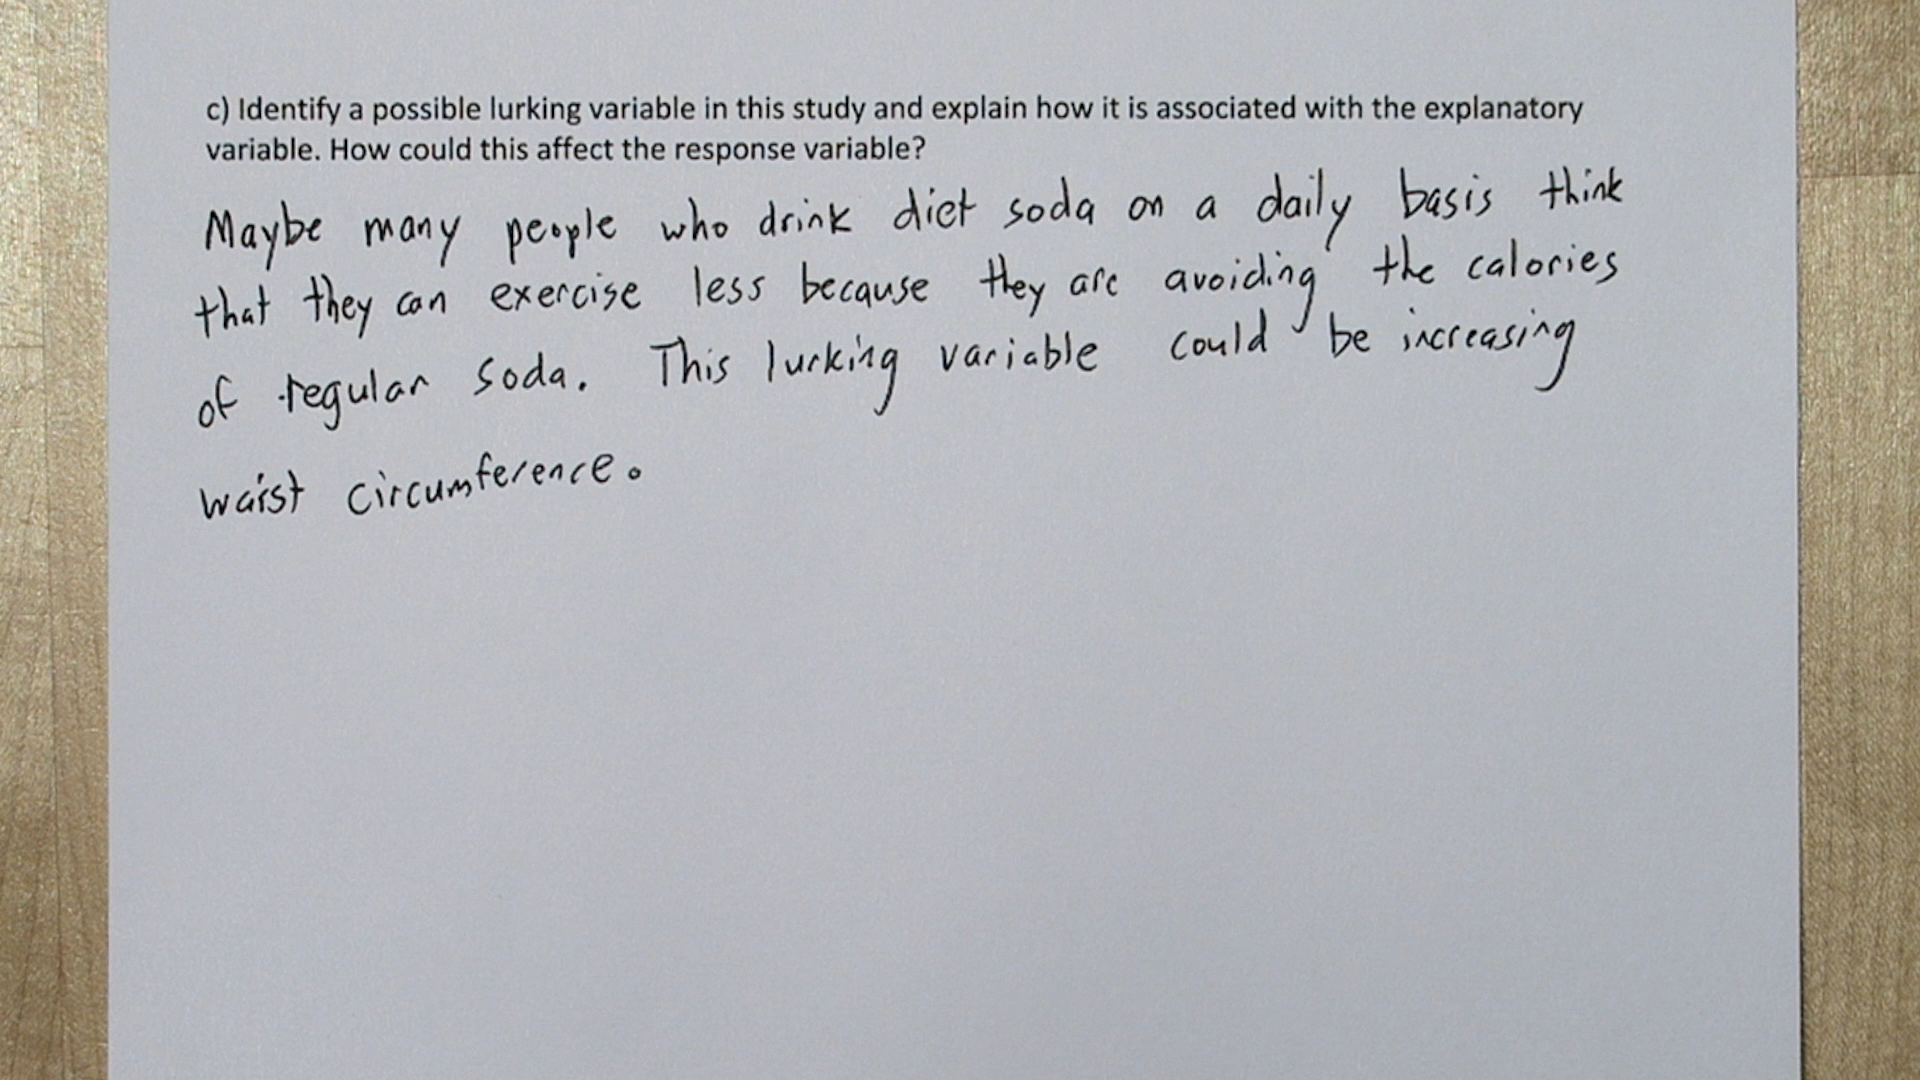 c) Identify a possible lurking variable in this study and explain how it is associated with the explanatory
variable. How could this affect the response variable?
Maybe many people who drink diet soda on a daily basis think
that they can exercise less because they are avoiding the calories
of regular soda. This lurking variable could be increasing
waist circumference.